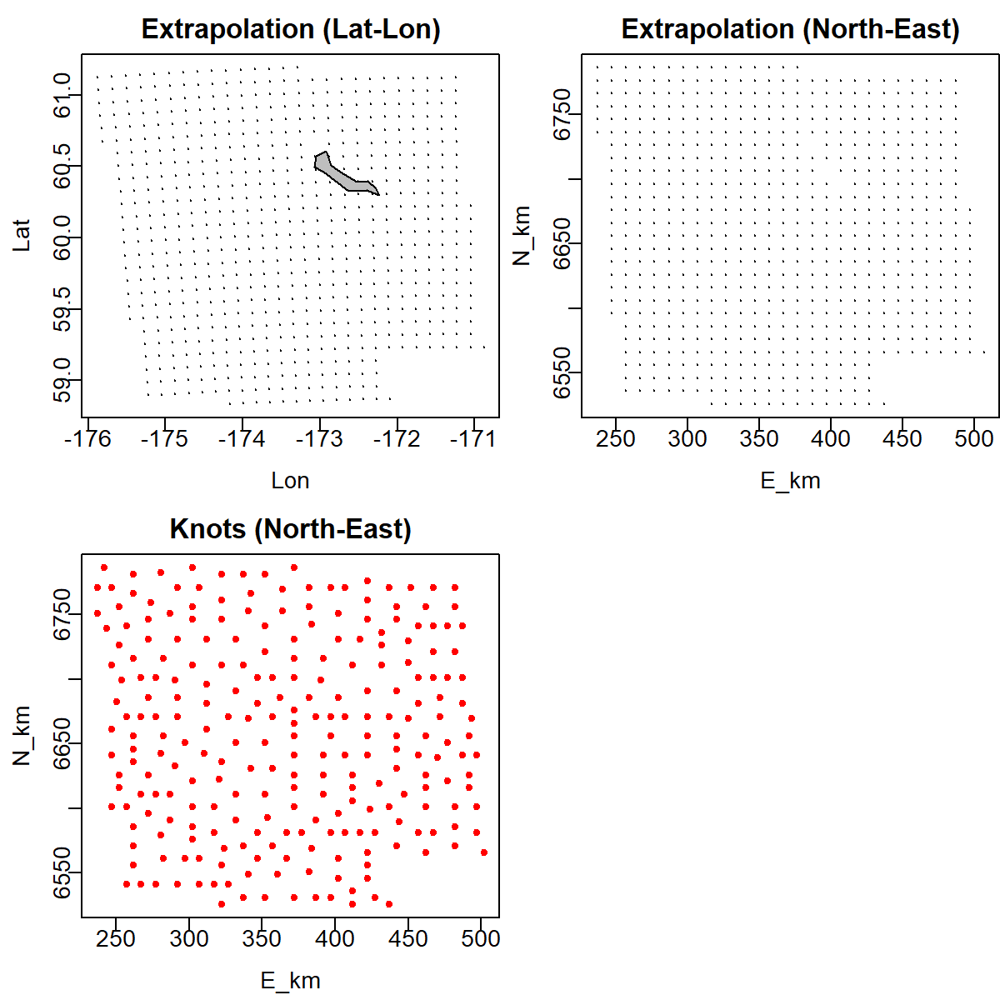 Extrapolation (Lat-Lon)
Lat
61.0
60.5
60.0
59.5
59.0
-176 -175 -174 -173 -172 -171
Lon
Extrapolation (North-East)
N_km
6750
6650
6550
250 300 350 400 450 500
E_km
Knots (North-East)
N_km
6750
6650
6550
250 300 350 400 450 500
E_km